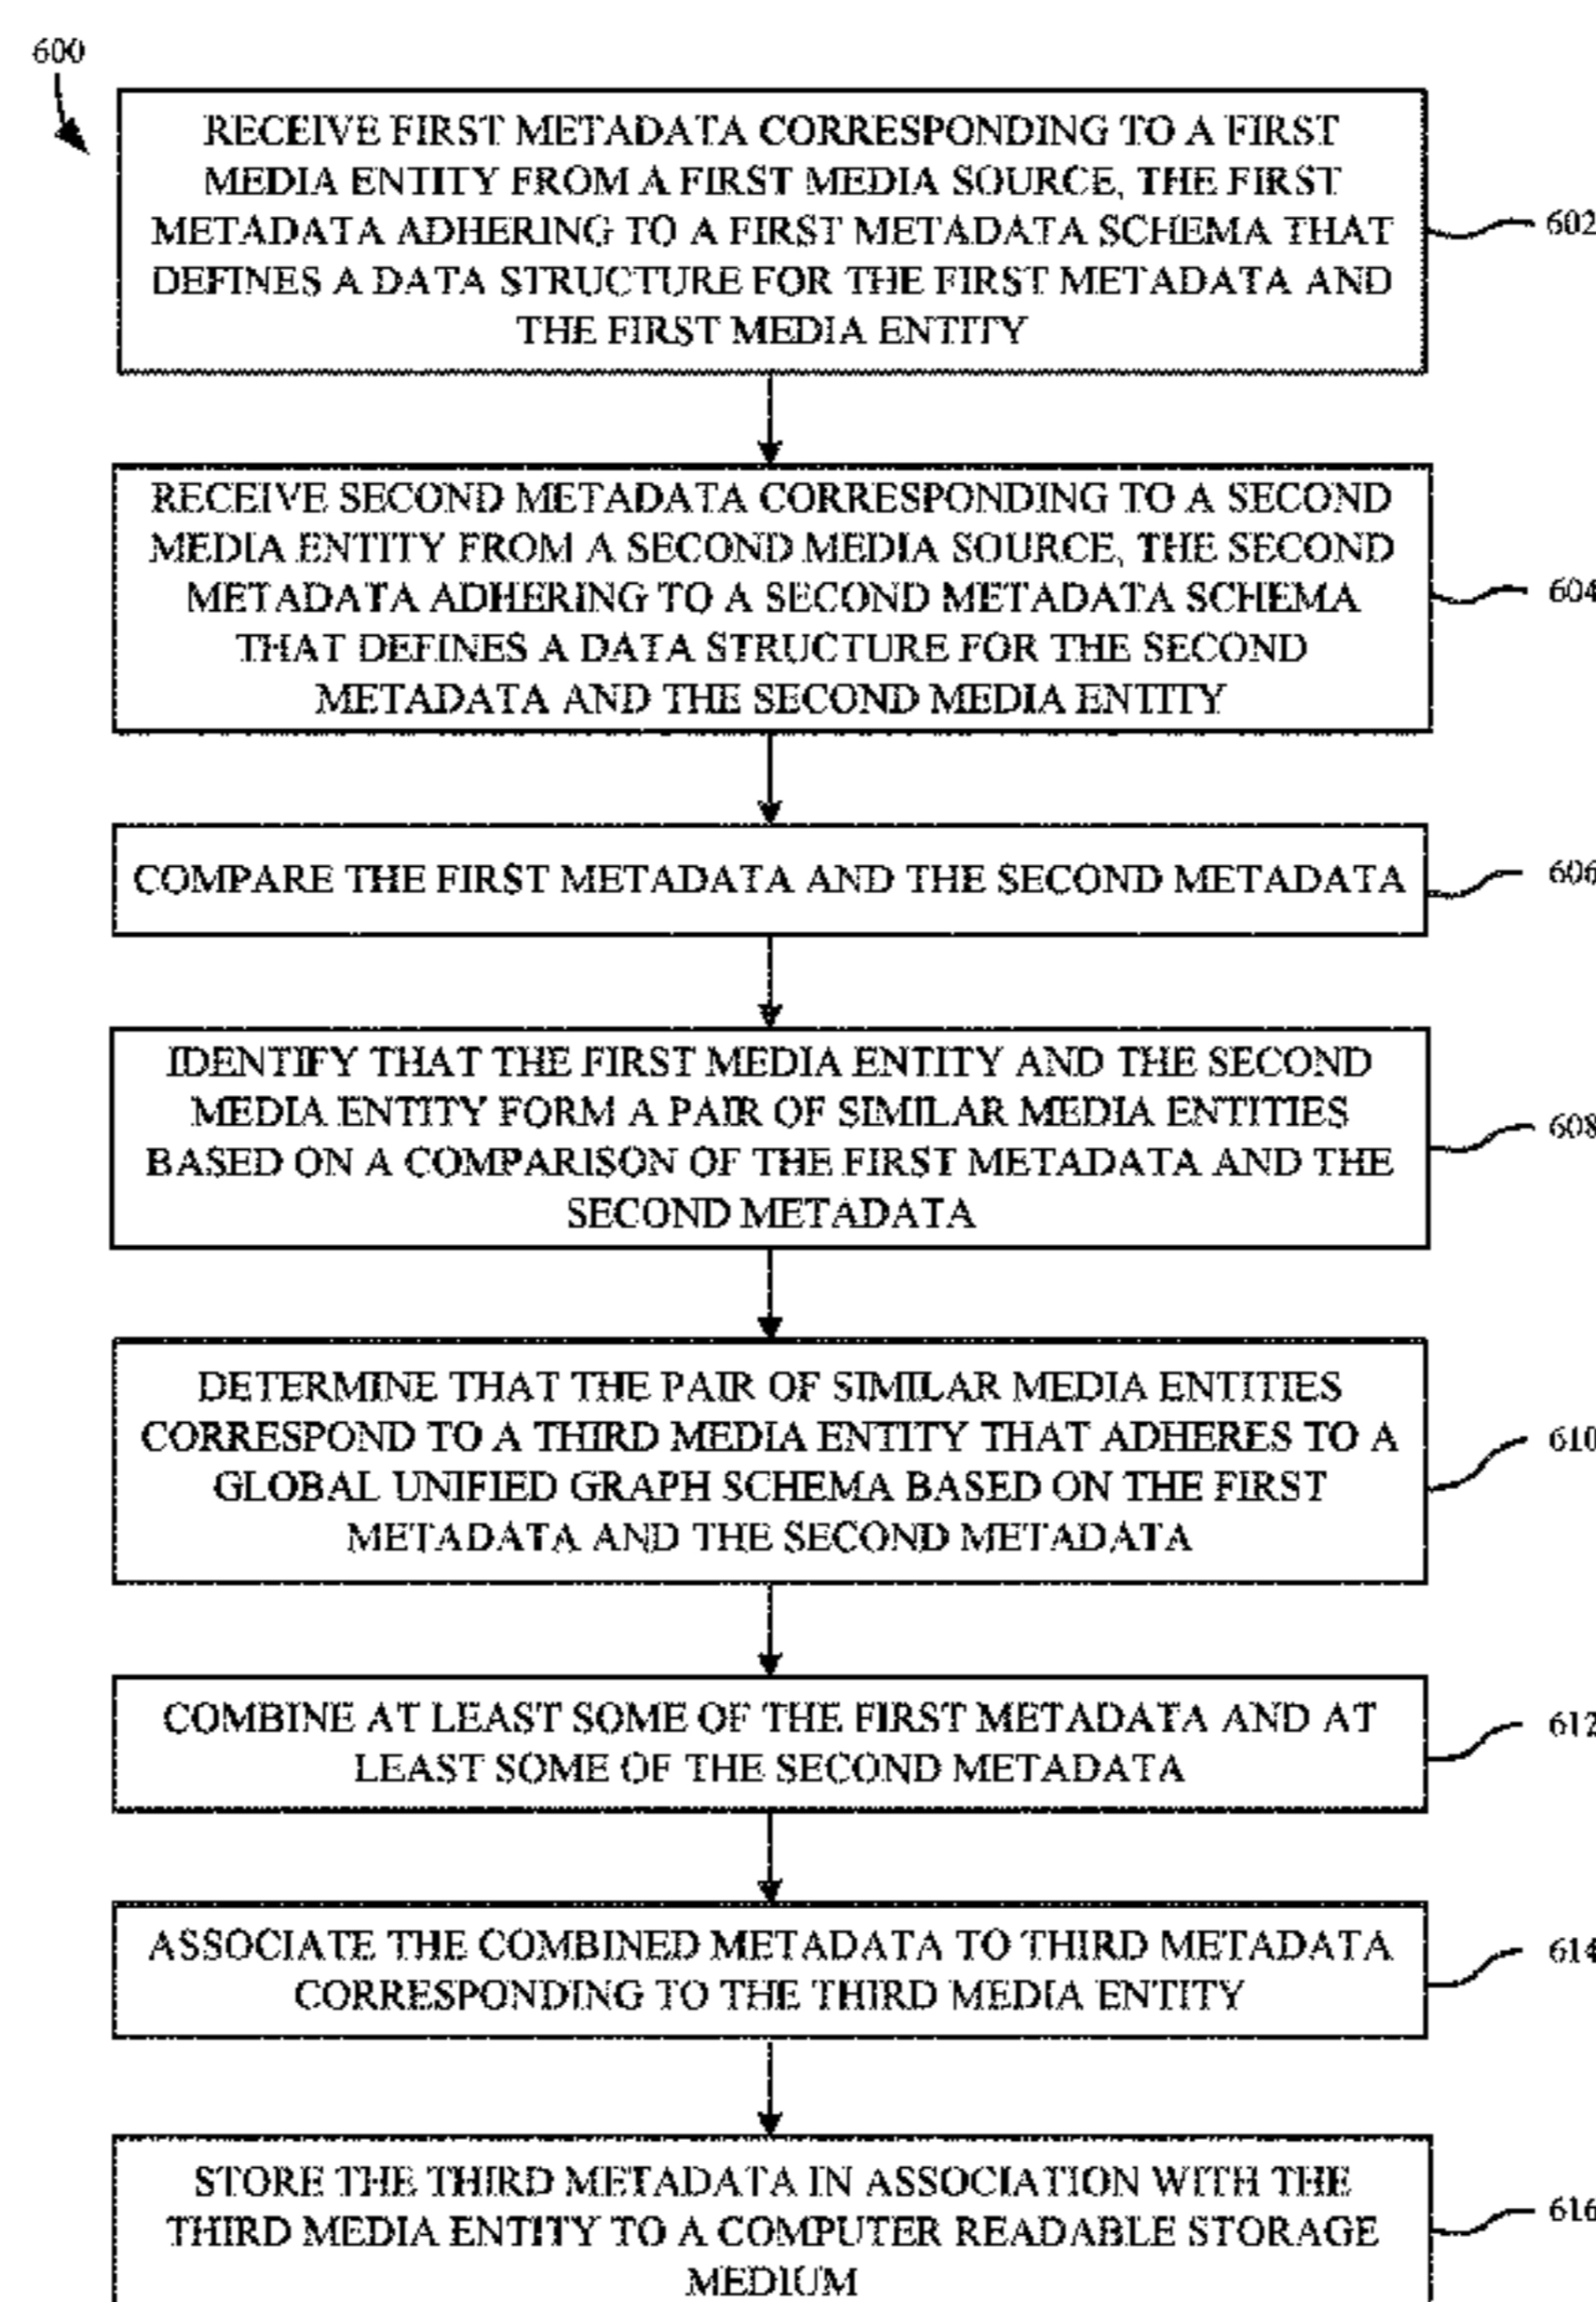 600
RECEIVE FIRST METADATA CORRESPONDING TO A FIRST
MEDIA ENTITY FROM A FIRST MEDIA SOURCE, THE FIRST
METADATA ADHERING TO A FIRST METADATA SCHEMA THAT
DEFINES A DATA STRUCTURE FOR THE FIRST METADATA AND
THE FIRST MEDIA ENTITY
602
RECEIVE SECOND METADATA CORRESPONDING TO A SECOND
MEDIA ENTITY FROM A SECOND MEDIA SOURCE, THE SECOND
METADATA ADHERING TO A SECOND METADATA SCHEMA
THAT DEFINES A DATA STRUCTURE FOR THE SECOND
METADATA AND THE SECOND MEDIA ENTITY
604
COMPARE THE FIRST METADATA AND THE SECOND METADATA
606
IDENTIFY THAT THE FIRST MEDIA ENTITY AND THE SECOND
MEDIA ENTITY FORM A PAIR OF SIMILAR MEDIA ENTITIES
BASED ON A COMPARISON OF THE FIRST METADATA AND THE
SECOND METADATA
608
DETERMINE THAT THE PAIR OF SIMILAR MEDIA ENTITIES
CORRESPOND TO A THIRD MEDIA ENTITY THAT ADHERES TO A
GLOBAL UNIFIED GRAPH SCHEMA BASED ON THE FIRST
METADATA AND THE SECOND METADATA
610
COMBINE AT LEAST SOME OF THE FIRST METADATA AND AT
LEAST SOME OF THE SECOND METADATA
612
ASSOCIATE THE COMBINED METADATA TO THIRD METADATA
CORRESPONDING TO THE THIRD MEDIA ENTITY
614
STORE THE THIRD METADATA IN ASSOCIATION WITH THE
THIRD MEDIA ENTITY TO A COMPUTER READABLE STORAGE
MEDIUM
616